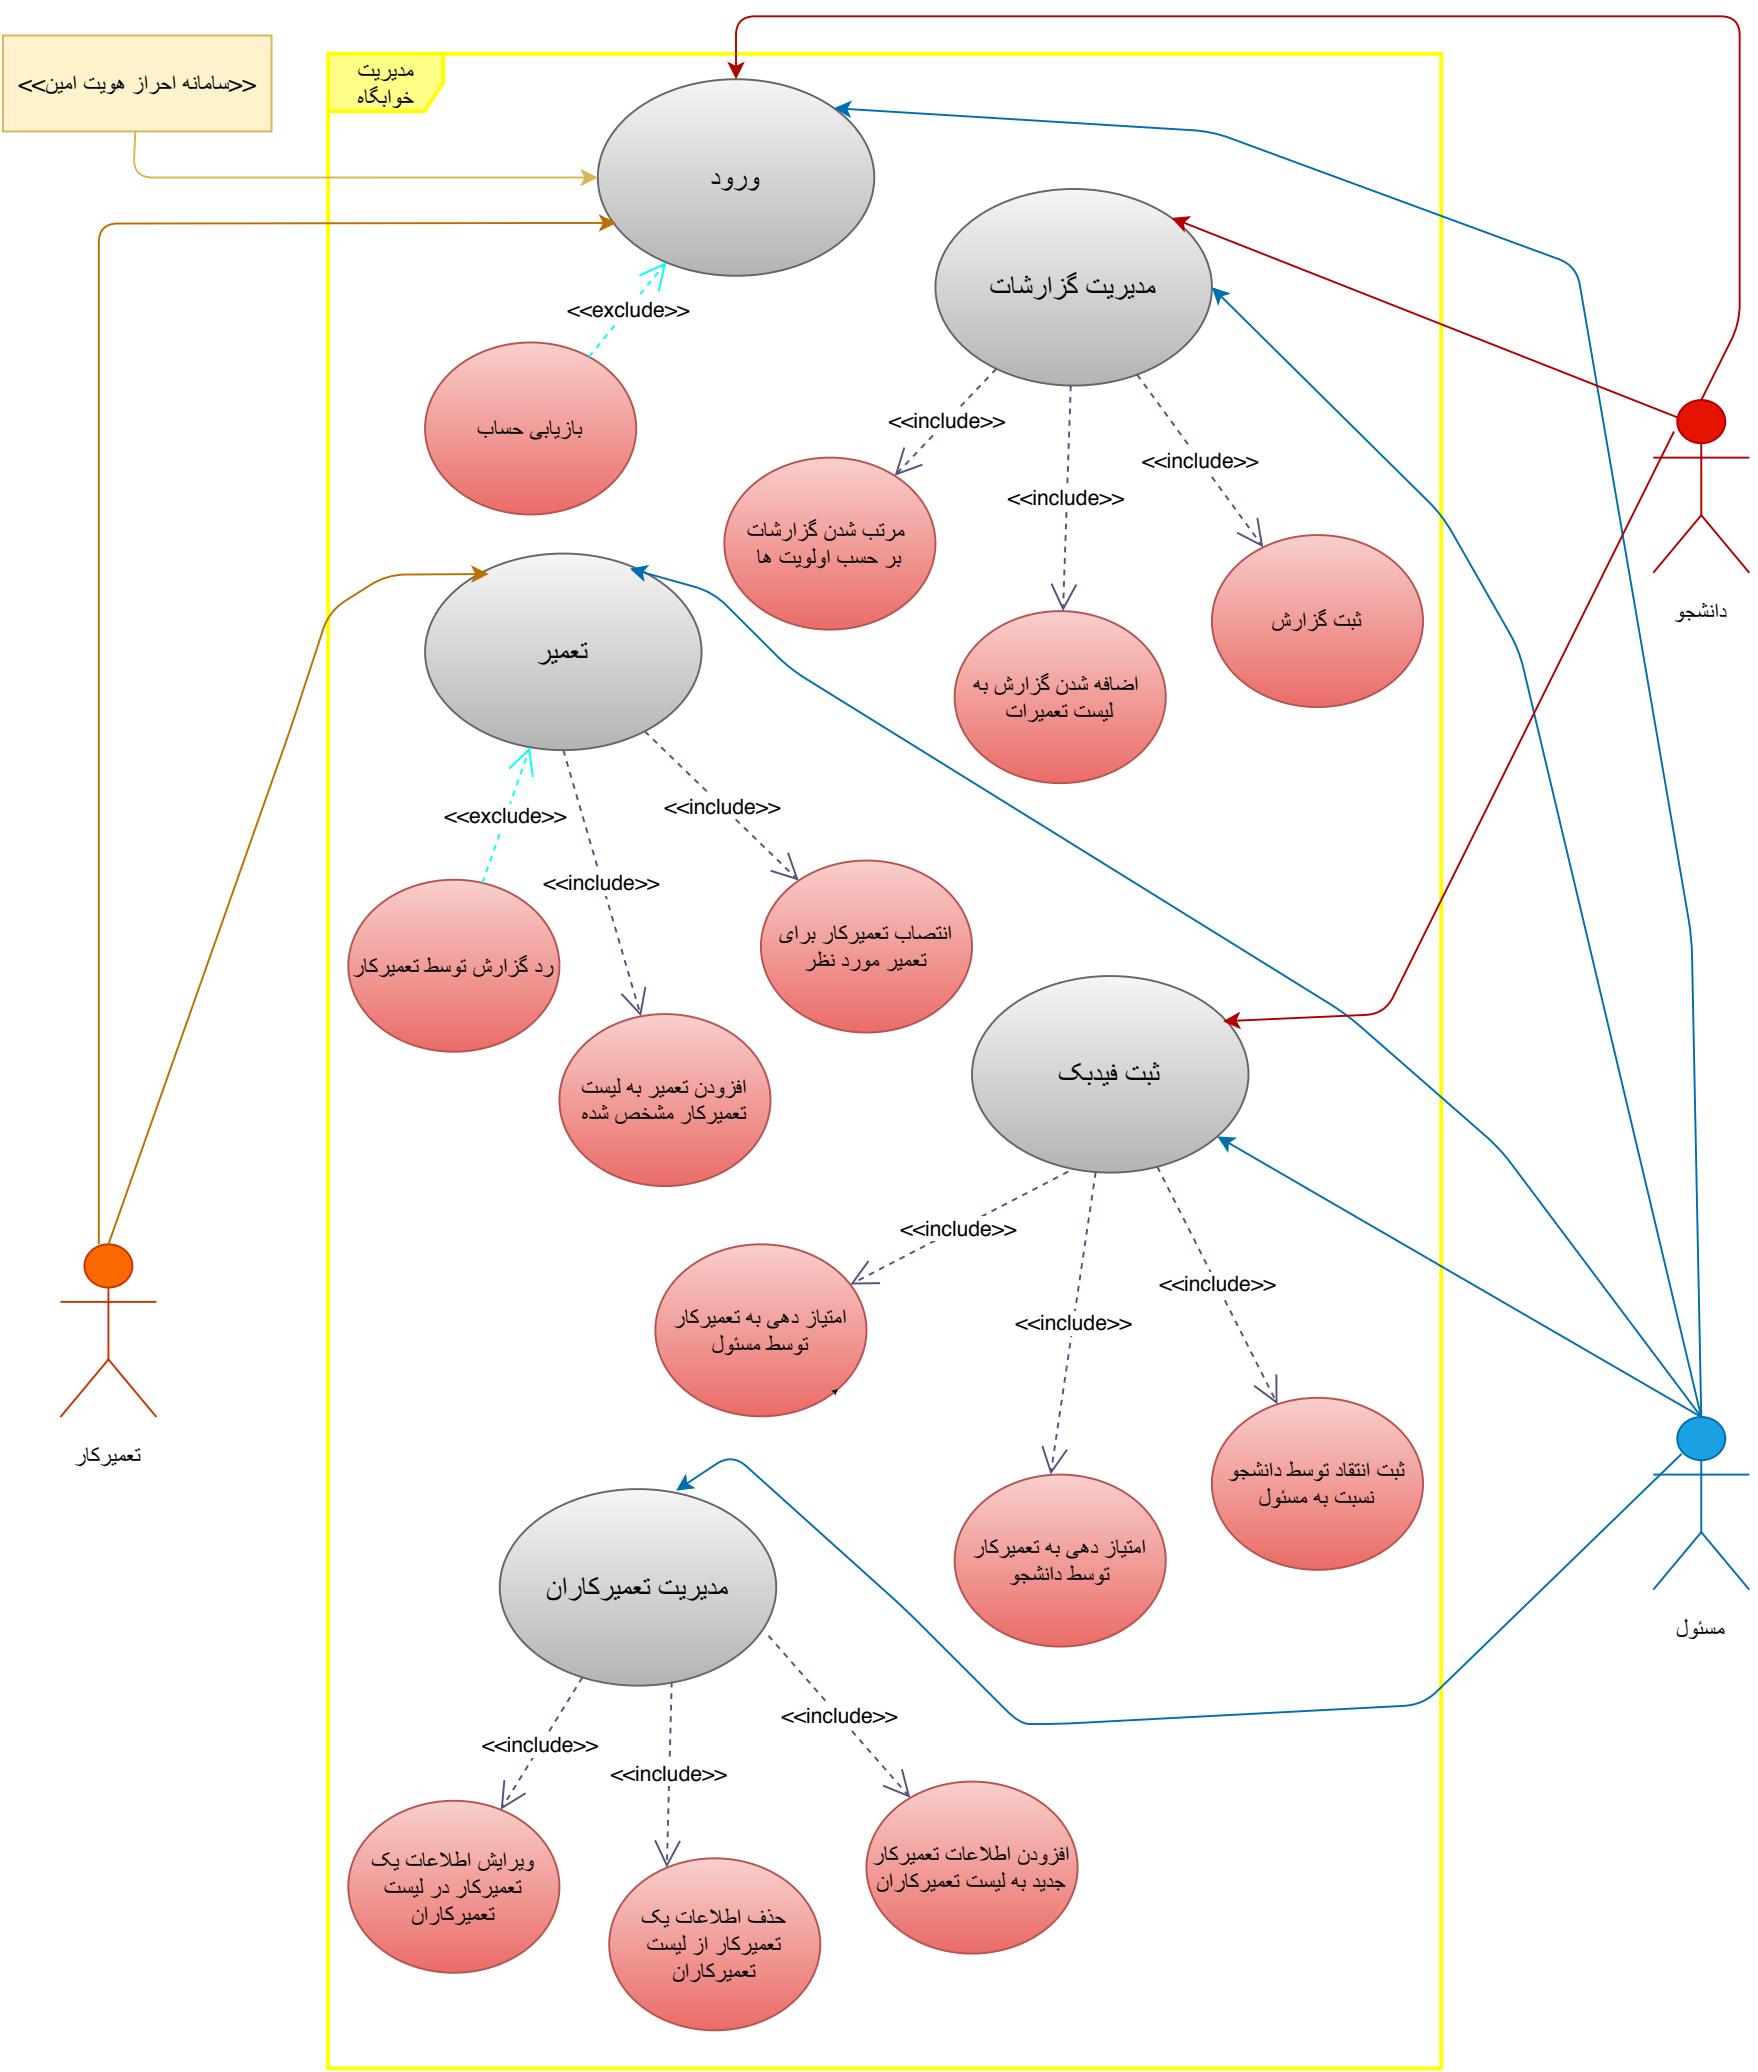 مدیریت
خوابگاه
<<سامانه احراز هویت امین>>
ورود
مدیریت گزارشات
<<exclude>>
بازیابی حساب
<<include>>
<<include>>
<<include>>
مرتب شدن گزارشات
بر حسب اولویت ها
ثبت گزارش
دانشجو
تعمیر
اضافه شدن گزارش به
لیست تعمیرات
<<exclude>>
<<include>>
<<include>>
رد گزارش توسط تعمیرکار
انتصاب تعمیرکار برای
تعمیر مورد نظر
افزودن تعمیر به لیست
تعمیرکار مشخص شده
ثبت فیدبک
<<include>>
<<include>>
<<include>>
امتیاز دهی به تعمیرکار
توسط مسئول
تعمیرکار
ثبت انتقاد توسط دانشجو
نسبت به مسئول
امتیاز دهی به تعمیرکار
توسط دانشجو
مسئول
مدیریت تعمیرکاران
<<include>>
<<include>>
<<include>>
افزودن اطلاعات تعمیرکار
جدید به لیست تعمیرکاران
ویرایش اطلاعات یک
تعمیرکار در لیست
تعمیرکاران
حذف اطلاعات یک
تعمیرکار از لیست
تعمیرکاران